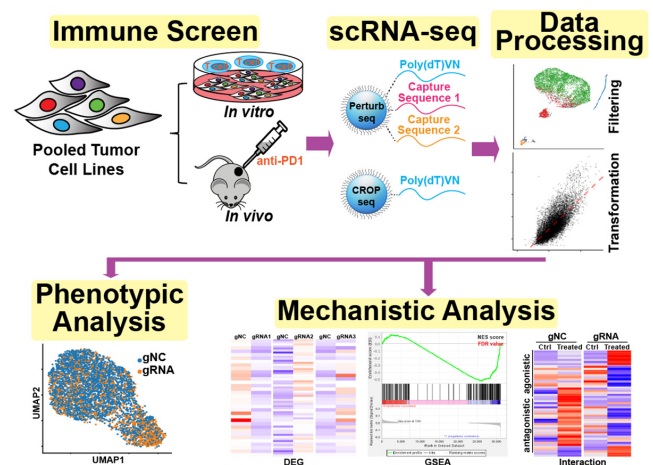 Immune Screen
scRNA-seq
Data
Processing
Poly(dT)VN
Capture
Sequence 1
Perturb
seq
Capture
Sequence 2
In vitro
anti-PD1
Pooled Tumor
Cell Lines
In vivo
CROP
seq
Poly(dT)VN
Filtering
Transformation
Phenotypic
Analysis
gNC
gRNA
UMAP2
UMAP1
Mechanistic Analysis
gNC gRNA1 gNC gRNA2 gNC gRNA3
DEG
NES score
FDR value
GSEA
gNC gRNA
Ctrl Treated Ctrl Treated
antagonistic agonistic
Interaction